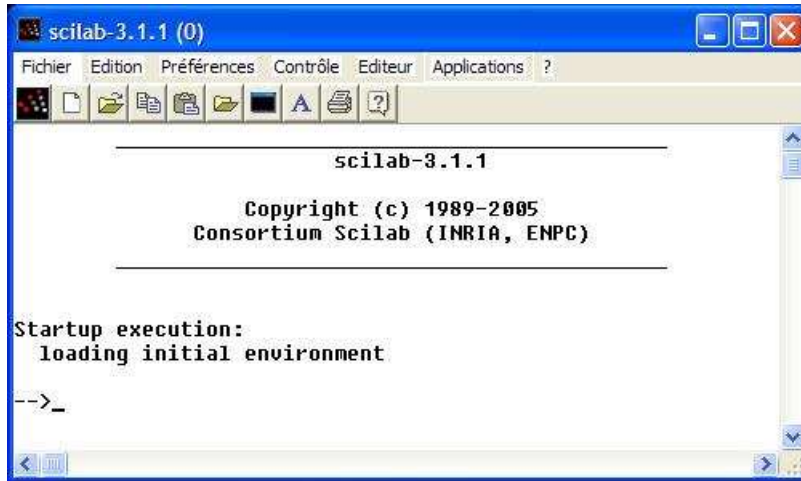 scilab-3.1.1 (0)
Fichier Edition Préférences Contrôle Editeur Applications ?
A
scilab-3.1.1
Copyright (c) 1989-2005
Consortium Scilab (INRIA, ENPC)
Startup execution:
loading initial environment
-->_